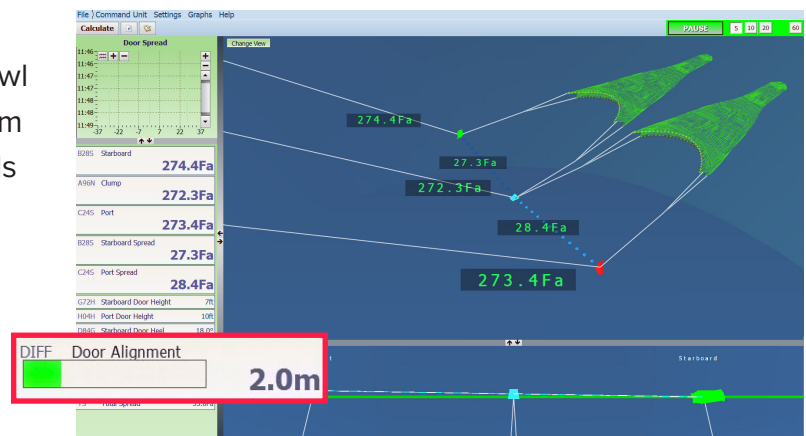 File Command Unit Settings Graphs Help
Calculate
PAUSE 5 10 20 60
wl
m
ls
Door Spread
11:46
11:46
11:47
11:47
11:48
11:48
11:49
-37 -22 -7 7 22 37
B28S Starboard
274.4Fa
A96N Clump
272.3Fa
C24S Port
273.4Fa
B28S Starboard Spread
27.3Fa
C24S Port Spread
28.4Fa
G72H Starboard Door Height 7ft
H04H Port Door Height 10ft
D84G Starboard Door Heel 18.0°
DIFF Door Alignment
2.0m
Total Spread
Change View
274.4Fa
27.3Fa
272.3Fa
28.4Fa
273.4Fa
Starboard